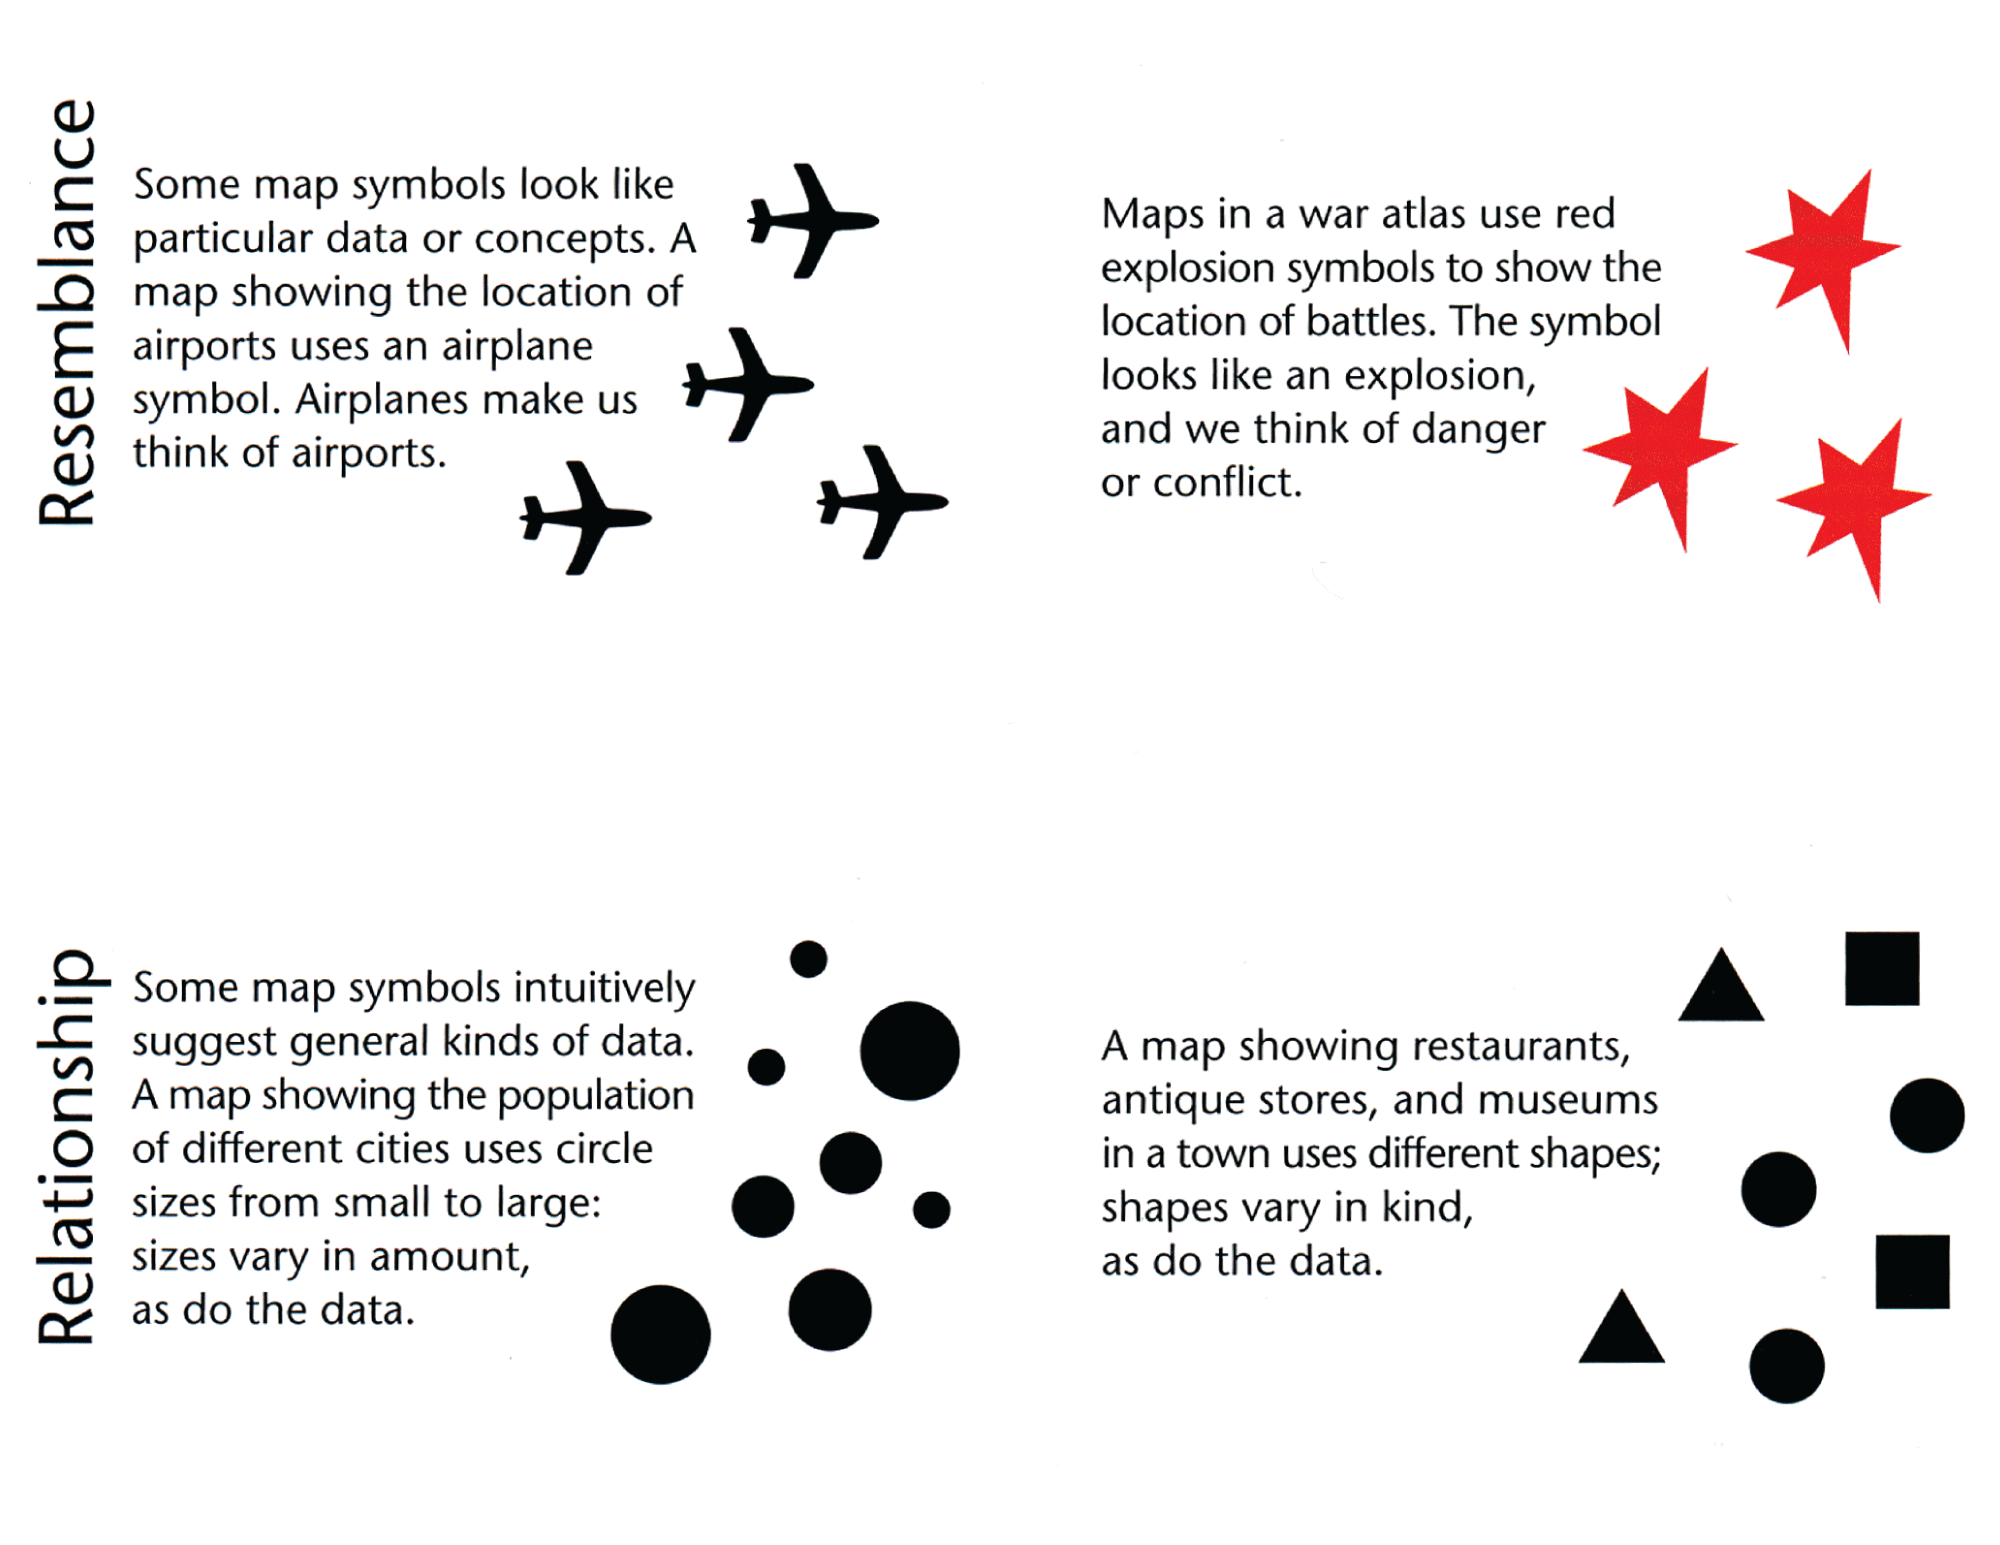 Resemblance
Some map symbols look like
particular data or concepts. A
map showing the location of
airports uses an airplane
symbol. Airplanes make us
think of airports.
Maps in a war atlas use red
explosion symbols to show the
location of battles. The symbol
looks like an explosion,
and we think of danger
or conflict.
Relationship
Some map symbols intuitively
suggest general kinds of data.
A map showing the population
of different cities uses circle
sizes from small to large:
sizes vary in amount,
as do the data.
A map showing restaurants,
antique stores, and museums
in a town uses different shapes;
shapes vary in kind,
as do the data.